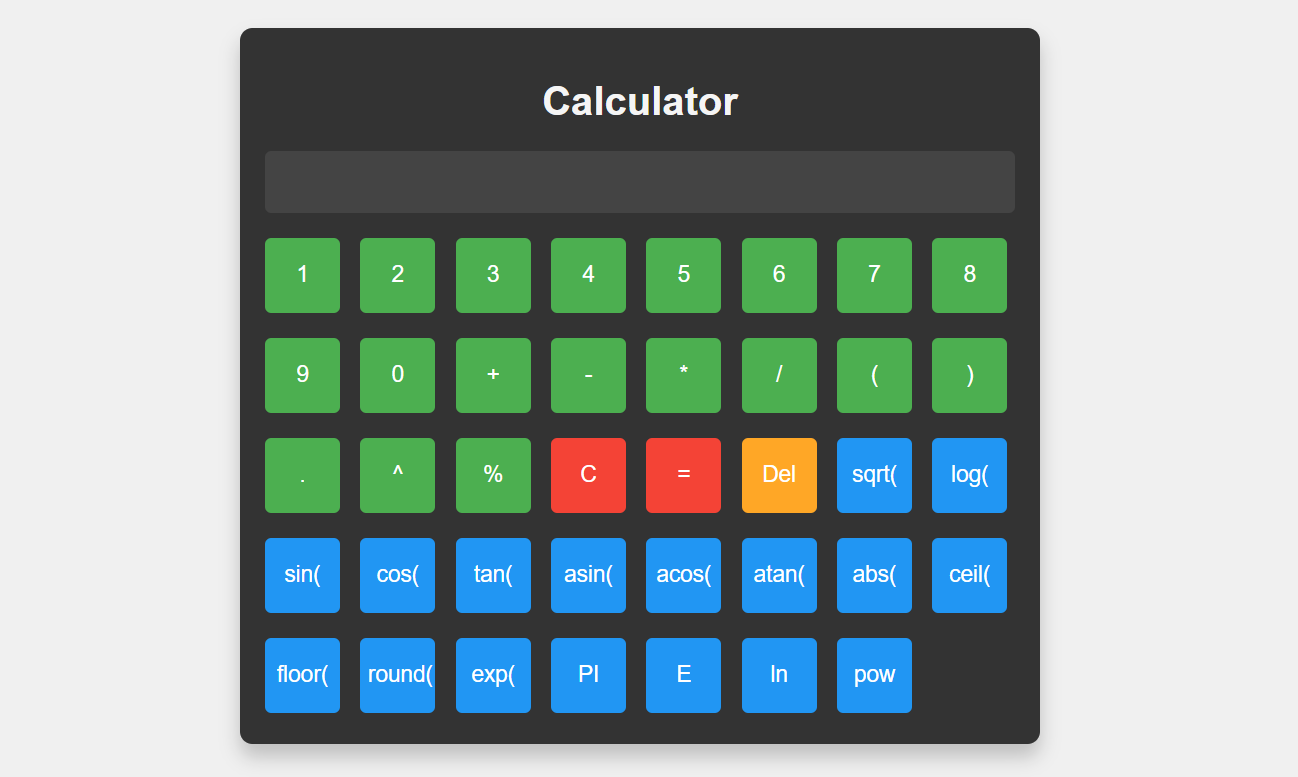 Calculator
1 2 3 4 5 6 7 8
9 0 + - * / ( )
. ^ % C = Del sqrt( log(
sin( cos( tan( asin( acos( atan( abs( ceil(
floor( round( exp( PI E ln pow